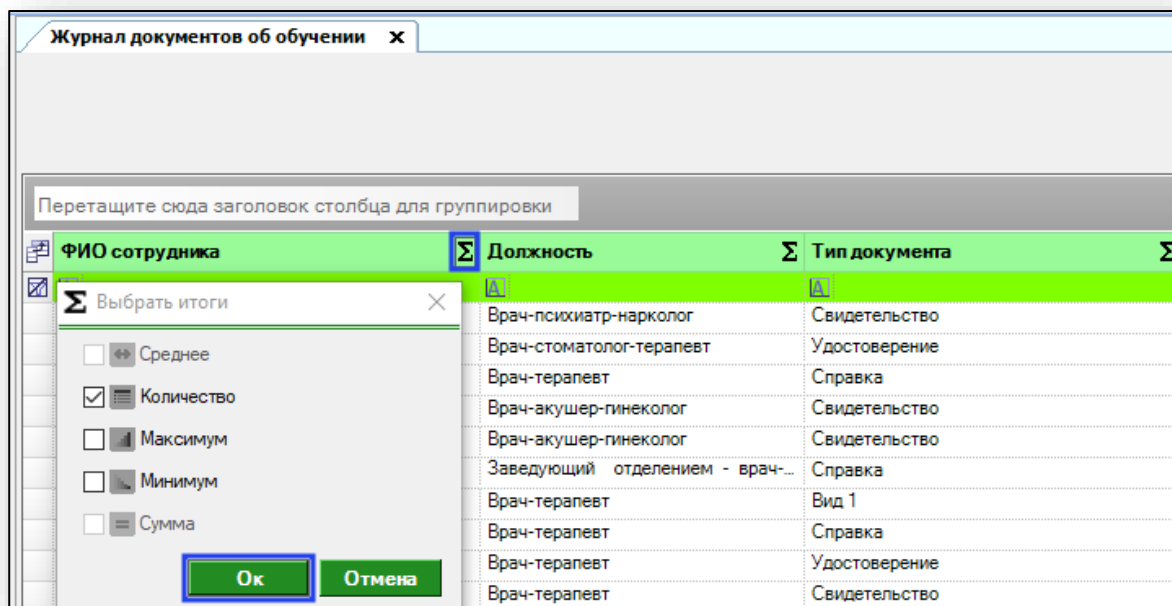 Журнал документов об обучении x
Перетащите сюда заголовок столбца для группировки
ФИО сотрудника Σ Должность Σ Тип документа Σ
A A
Σ Выбрать итоги
Среднее
Количество
Максимум
Минимум
Сумма
Ок Отмена
Врач-психиатр-нарколог Свидетельство
Врач-стоматолог-терапевт Удостоверение
Врач-терапевт Справка
Врач-акушер-гинеколог Свидетельство
Врач-акушер-гинеколог Свидетельство
Заведующий отделением - врач-... Справка
Врач-терапевт Вид 1
Врач-терапевт Справка
Врач-терапевт Удостоверение
Врач-терапевт Свидетельство